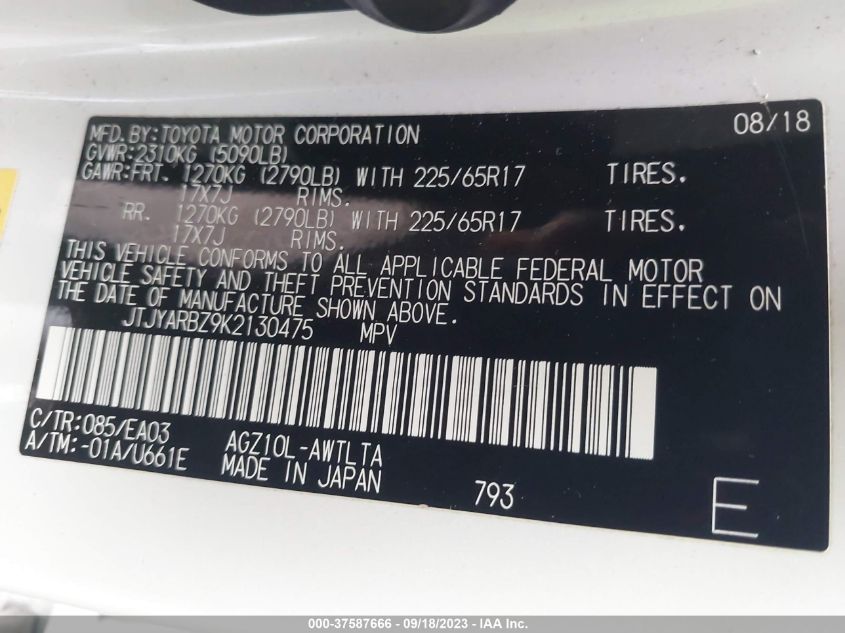 08/18
MFD.BY:TOYOTA MOTOR CORPORATION
GVWR:2310KG (5090LB)
GAWR:FRT. 1270KG (2790LB) WITH 225/65R17 TIRES.
17X7J RIMS.
RR. 1270KG (2790LB) WITH 225/65R17 TIRES.
17X7J RIMS.
THIS VEHICLE CONFORMS TO ALL APPLICABLE FEDERAL MOTOR
VEHICLE SAFETY AND THEFT PREVENTION STANDARDS IN EFFECT ON
THE DATE OF MANUFACTURE SHOWN ABOVE.
JTJYARBZ9K2130475 MPV
C/TR:085/EA03 AGZ10L-AWTLTA
A/TM:-01A/U661E MADE IN JAPAN 793 E
000-37587666 - 09/18/2023 - IAA Inc.